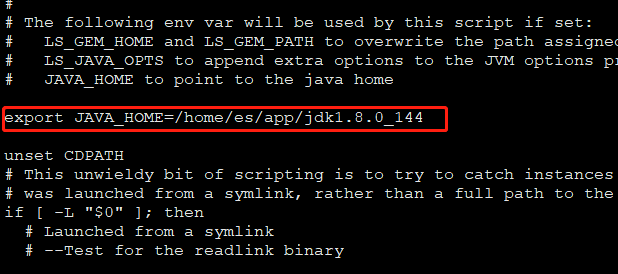 #
# The following env var will be used by this script if set:
#   LS_GEM_HOME and LS_GEM_PATH to overwrite the path assigned
#   LS_JAVA_OPTS to append extra options to the JVM options p
#   JAVA_HOME to point to the java home
export JAVA_HOME=/home/es/app/jdk1.8.0_144
unset CDPATH
# This unwieldy bit of scripting is to try to catch instances
# was launched from a symlink, rather than a full path to the
if [ -L "$0" ]; then
  # Launched from a symlink
  # --Test for the readlink binary